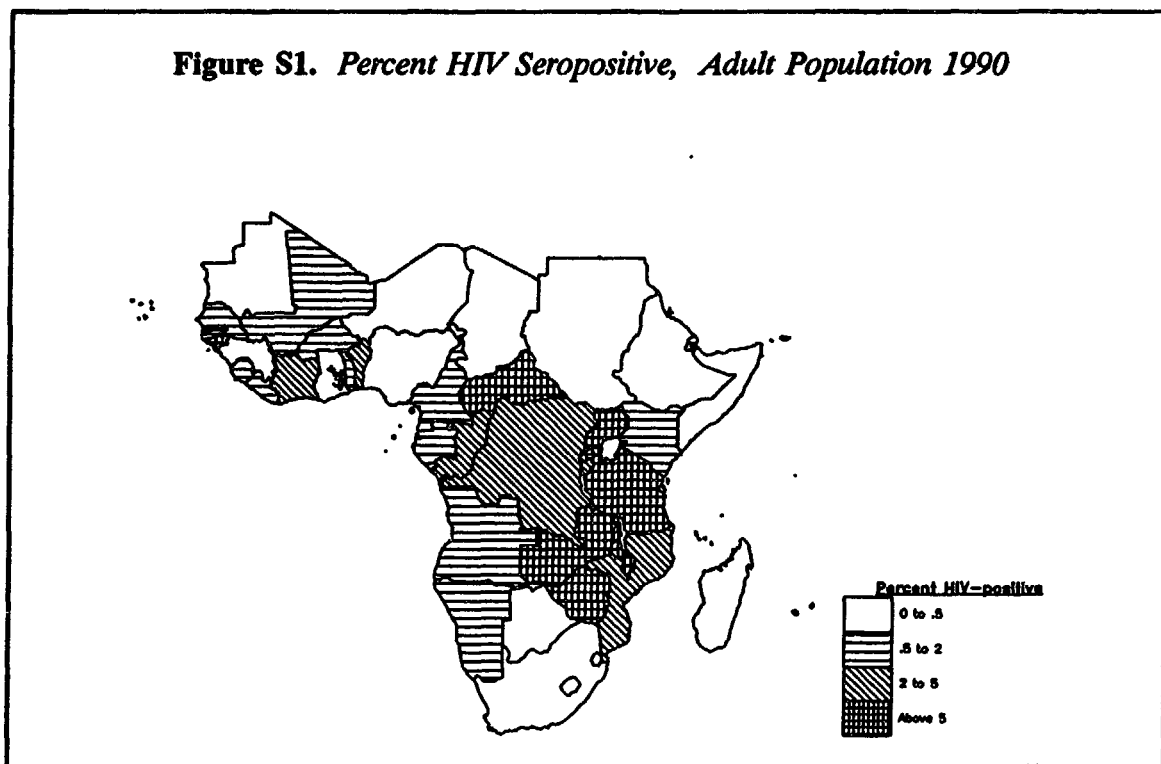 Figure S1. Percent HIV Seropositive, Adult Population 1990
Percent HIV-positive
0 to .5
.5 to 2
2 to 5
Above 5